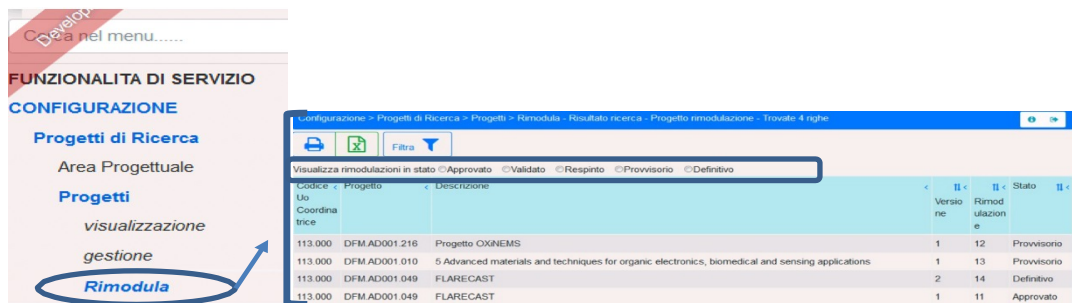 Develop
Cerca nel menu......
FUNZIONALITA DI SERVIZIO
CONFIGURAZIONE
Progetti di Ricerca
Area Progettuale
Progetti
visualizzazione
gestione
Rimodula
Configurazione > Progetti di Ricerca > Progetti > Rimodula - Risultato ricerca - Progetto rimodulazione - Trovate 4 righe
Filtra
Visualizza rimodulazioni in stato Approvato Validato Respinto Provvisorio Definitivo
Codice Uo Coordinatrice Progetto Descrizione Versione Rimodulazione Stato
113.000 DFM.AD001.216 Progetto OXiNEMS 1 12 Provvisorio
113.000 DFM.AD001.010 5 Advanced materials and techniques for organic electronics, biomedical and sensing applications 1 13 Provvisorio
113.000 DFM.AD001.049 FLARECAST 2 14 Definitivo
113.000 DFM.AD001.049 FLARECAST 1 11 Approvato